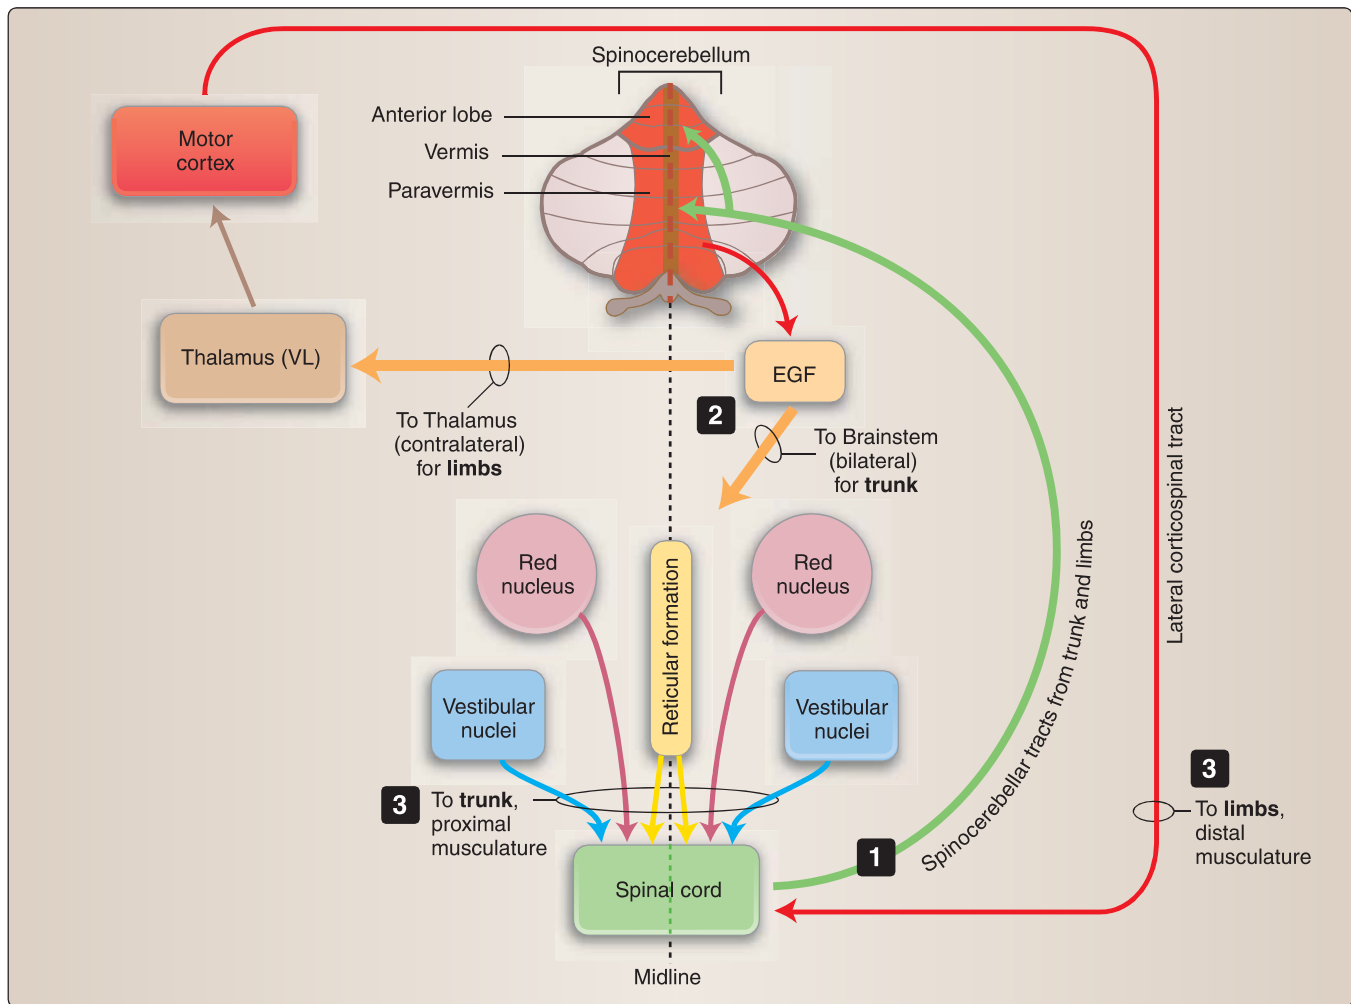 Spinocerebellum
Anterior lobe
Vermis
Paravermis
Motor
cortex
Thalamus (VL)
EGF
2
To Thalamus
(contralateral)
for limbs
To Brainstem
(bilateral)
for trunk
Red
nucleus
Reticular formation
Red
nucleus
Vestibular
nuclei
Vestibular
nuclei
3
To trunk,
proximal
musculature
Spinal cord
Midline
1
Spinocerebellar tracts from trunk and limbs
Lateral corticospinal tract
3
To limbs,
distal
musculature